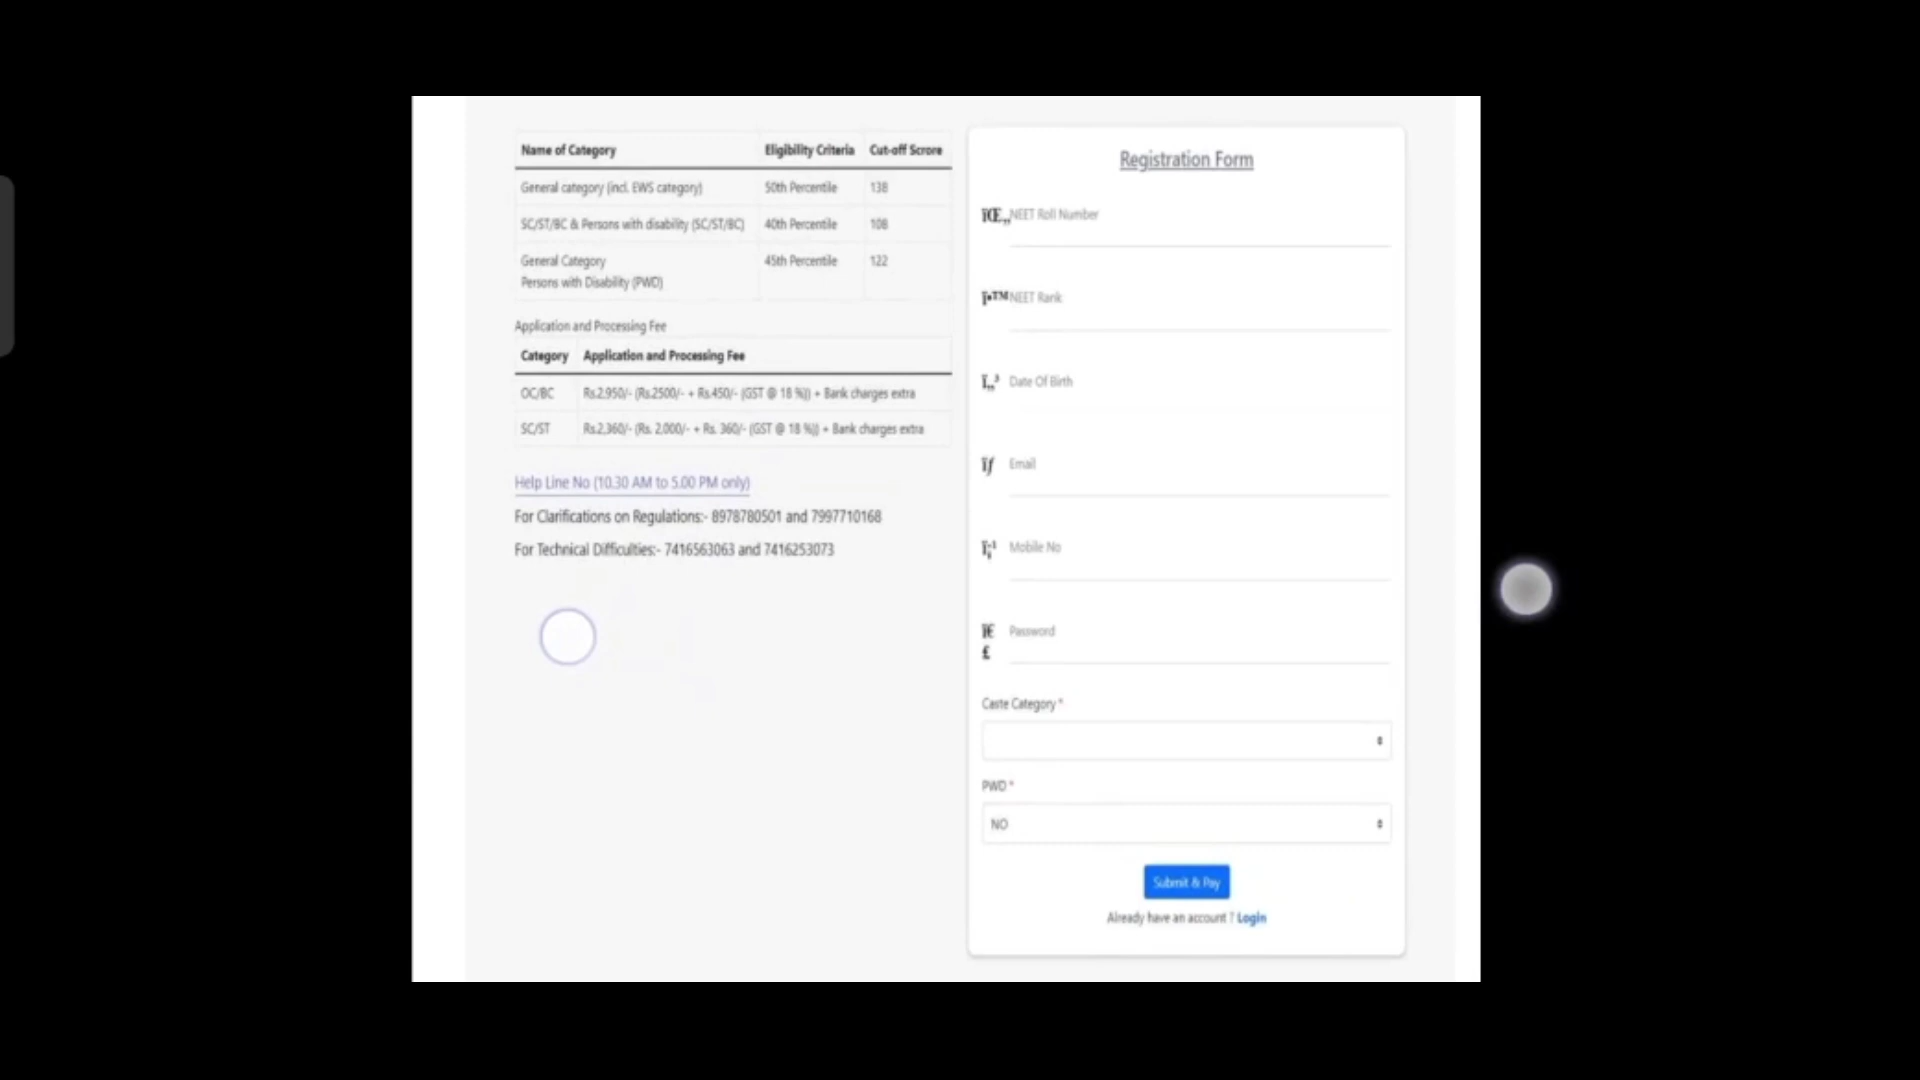 Name of Category Eligibility Criteria Cut-off Scrore
General category (incl. EWS category) 50th Percentile 138
SC/ST/BC & Persons with disability (SC/ST/BC) 40th Percentile 108
General Category 45th Percentile 122
Persons with Disability (PWD)
Application and Processing Fee
Category Application and Processing Fee
OC/BC Rs.2,950/- (Rs.2500/- + Rs.450/- (GST @ 18 %)) + Bank charges extra
SC/ST Rs.2,360/- (Rs. 2,000/- + Rs. 360/- (GST @ 18 %)) + Bank charges extra
Help Line No (10.30 AM to 5.00 PM only)
For Clarifications on Regulations:- 8978780501 and 7997710168
For Technical Difficulties:- 7416563063 and 7416253073
Registration Form
NEET Roll Number
NEET Rank
Date Of Birth
Email
Mobile No
Password
Caste Category *
PWD *
NO
Submit & Pay
Already have an account ? Login